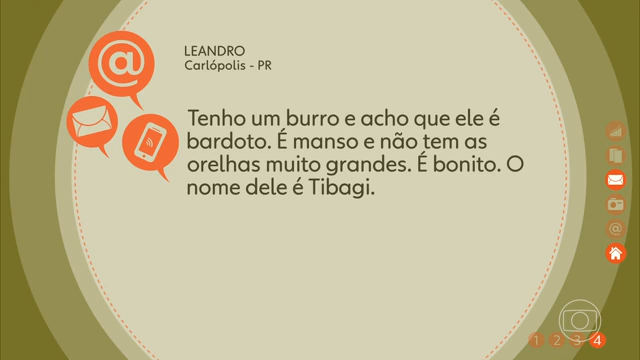 LEANDRO
Carlópolis - PR
Tenho um burro e acho que ele é
bardoto. É manso e não tem as
orelhas muito grandes. É bonito. O
nome dele é Tibagi.
@
@
1 2 3 4